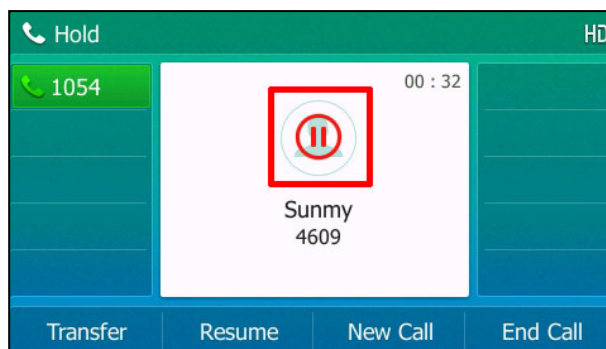 Hold
HD
1054
00 : 32
Sunmy
4609
Transfer Resume New Call End Call